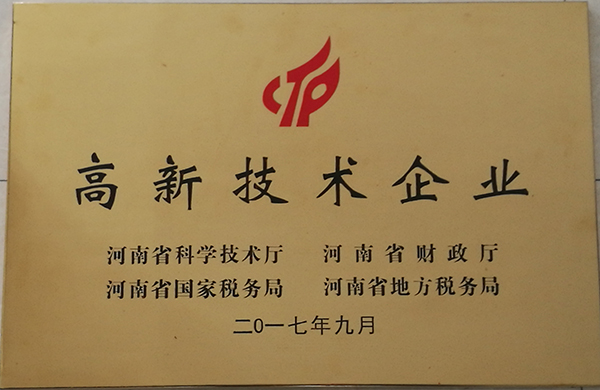 CTP
高新技术企业
河南省科学技术厅 河南省财政厅
河南省国家税务局 河南省地方税务局
二0一七年九月